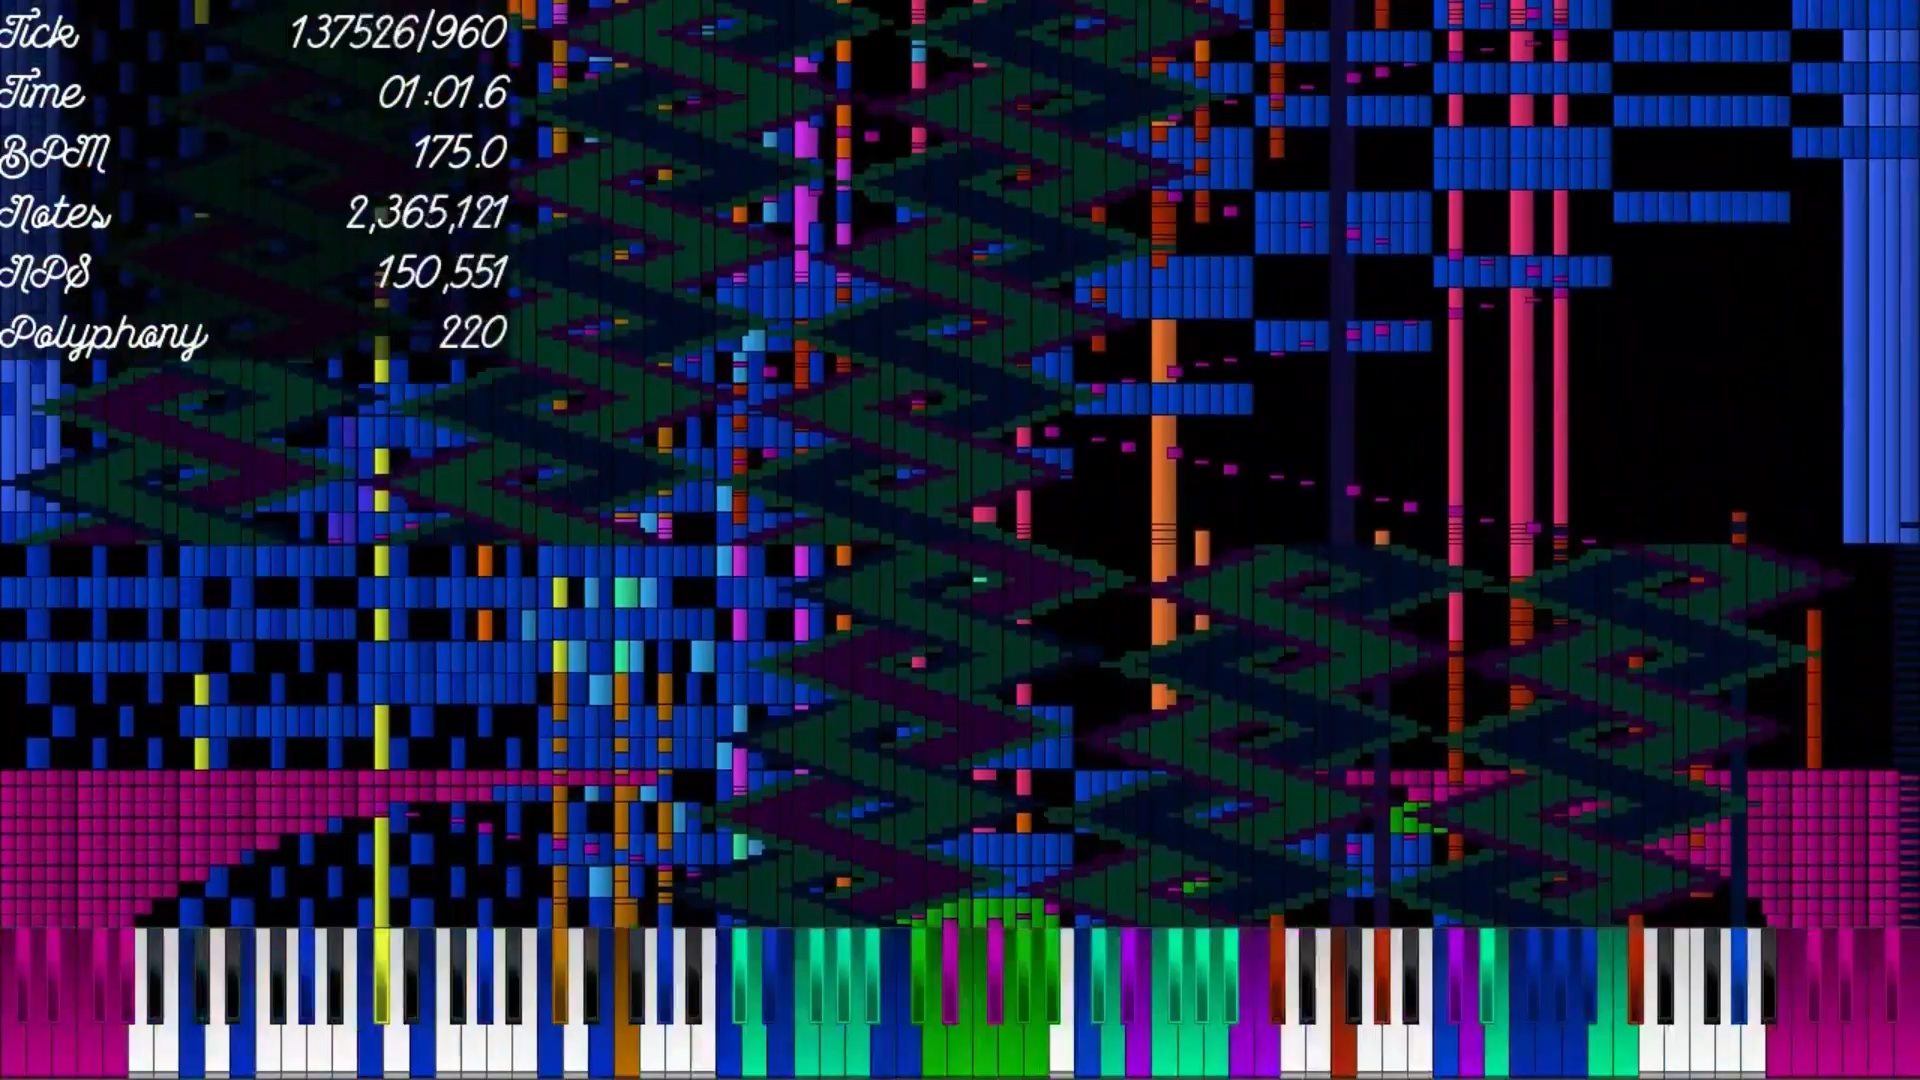 Tick 137526/960
Time 01:01.6
BPM 175.0
Notes 2,365,121
NPS 150,551
Polyphony 220